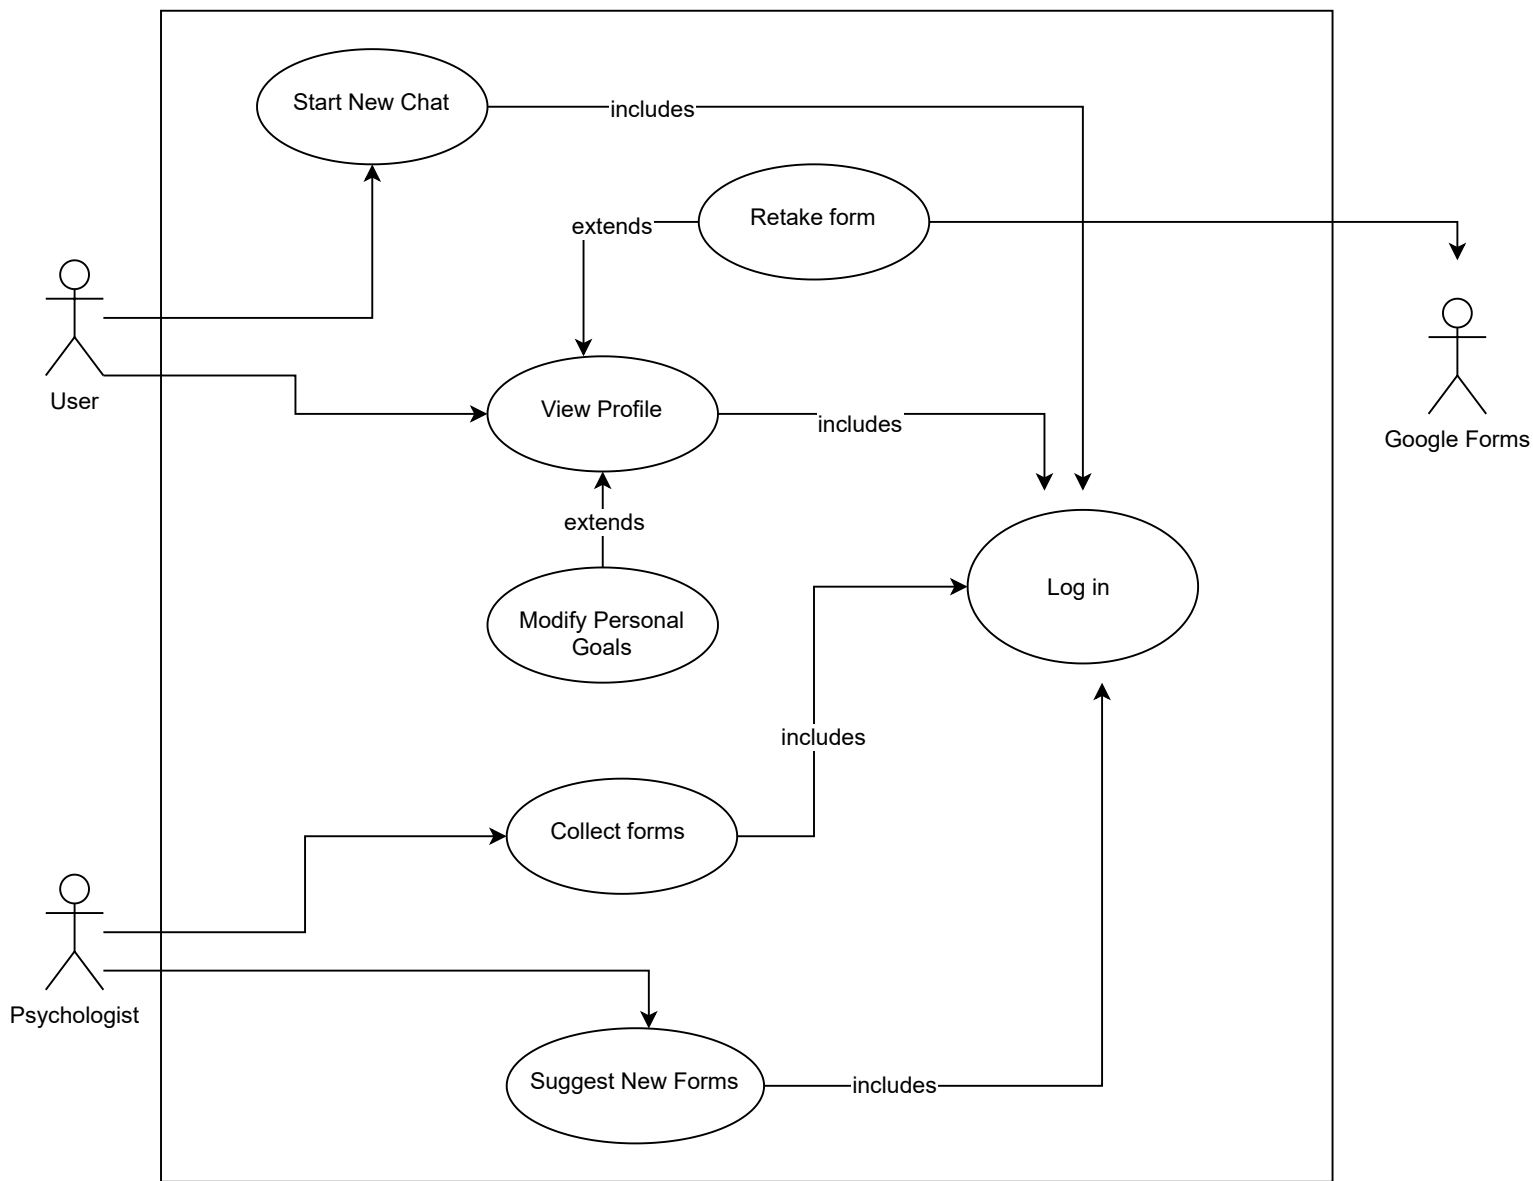 Start New Chat
includes
Retake form
extends
User
View Profile
includes
Google Forms
extends
Modify Personal
Goals
Log in
includes
Collect forms
Psychologist
Suggest New Forms
includes